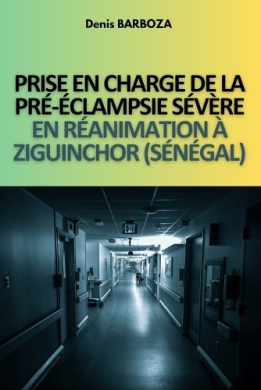 Denis BARBOZA
PRISE EN CHARGE DE LA
PRÉ-ÉCLAMPSIE SÉVÈRE
EN RÉANIMATION À
ZIGUINCHOR (SÉNÉGAL)
EXIT